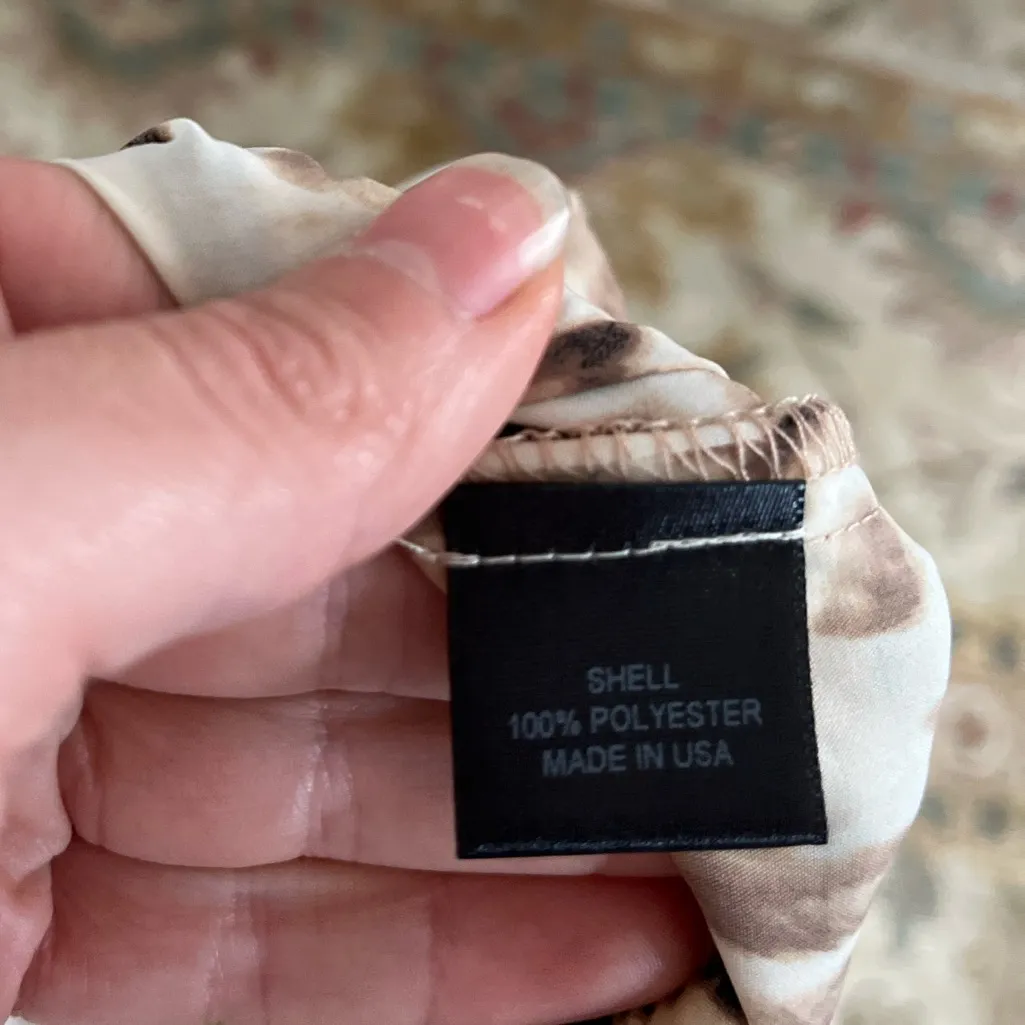 SHELL
100% POLYESTER
MADE IN USA